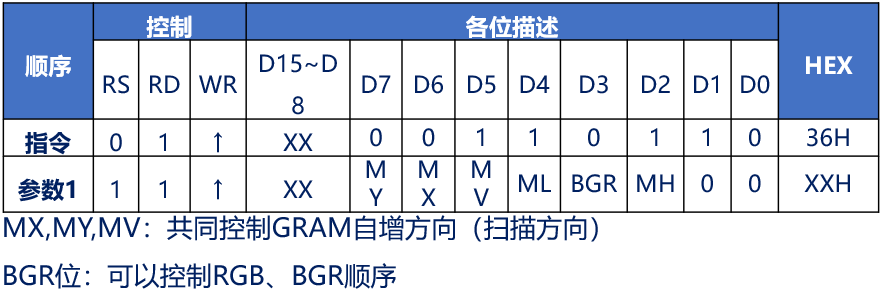 顺序 控制 各位描述 HEX
RS RD WR D15~D8 D7 D6 D5 D4 D3 D2 D1 D0
指令 0 1 ↑ XX 0 0 1 1 0 1 1 0 36H
参数1 1 1 ↑ XX MY MX MV ML BGR MH 0 0 XXH
MX,MY,MV：共同控制GRAM自增方向（扫描方向）
BGR位：可以控制RGB、BGR顺序